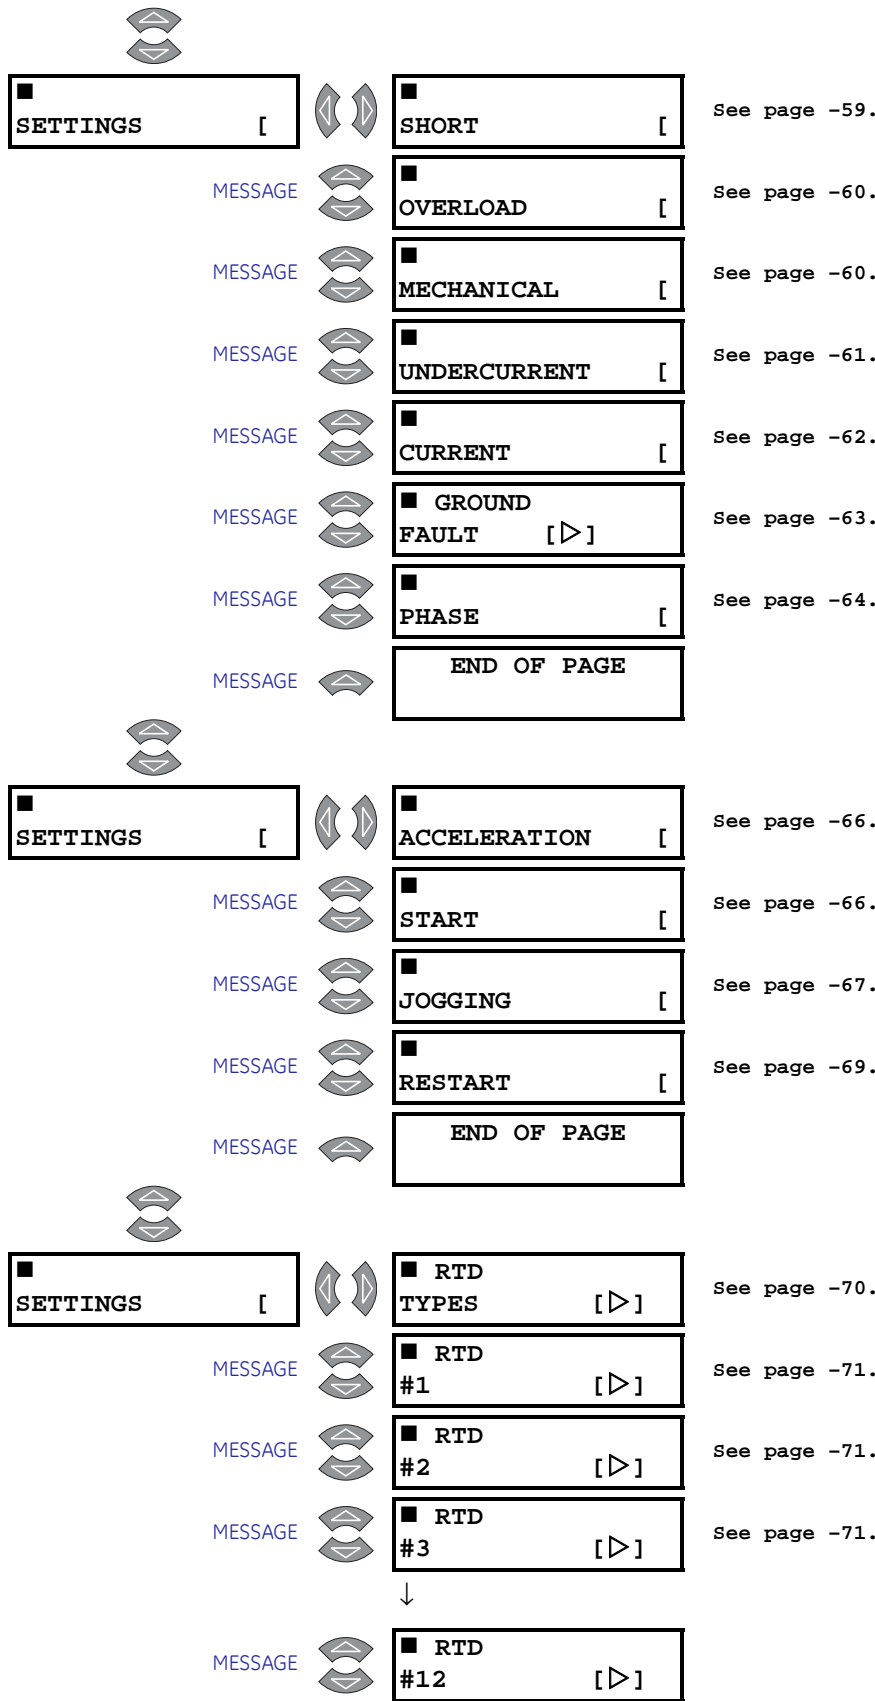 ■
SETTINGS [
■
SHORT [
See page –59.
MESSAGE
■
OVERLOAD [
See page –60.
MESSAGE
■
MECHANICAL [
See page –60.
MESSAGE
■
UNDERCURRENT [
See page –61.
MESSAGE
■
CURRENT [
See page –62.
MESSAGE
■ GROUND
FAULT [▷]
See page –63.
MESSAGE
■
PHASE [
See page –64.
MESSAGE
END OF PAGE
■
SETTINGS [
■
ACCELERATION [
See page –66.
MESSAGE
■
START [
See page –66.
MESSAGE
■
JOGGING [
See page –67.
MESSAGE
■
RESTART [
See page –69.
MESSAGE
END OF PAGE
■
SETTINGS [
■ RTD
TYPES [▷]
See page –70.
MESSAGE
■ RTD
#1 [▷]
See page –71.
MESSAGE
■ RTD
#2 [▷]
See page –71.
MESSAGE
■ RTD
#3 [▷]
See page –71.
↓
MESSAGE
■ RTD
#12 [▷]